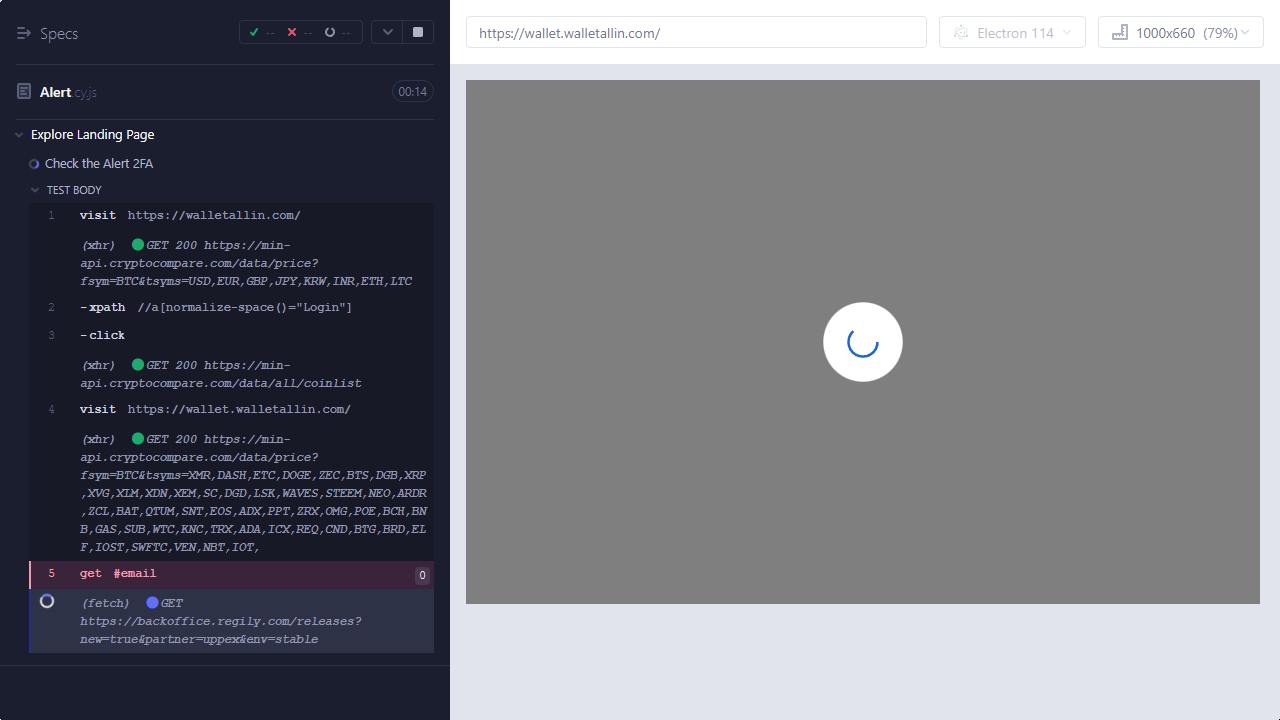 Specs
--
--
--
https://wallet.walletallin.com/
Electron 114
1000x660 (79%)
Alert.cy.js
00:14
Explore Landing Page
Check the Alert 2FA
TEST BODY
1 visit https://walletallin.com/
(xhr) GET 200 https://min-
api.cryptocompare.com/data/price?
fsym=BTC&tsyms=USD,EUR,GBP,JPY,KRW,INR,ETH,LTC
2 -xpath //a[normalize-space()="Login"]
3 -click
(xhr) GET 200 https://min-
api.cryptocompare.com/data/all/coinlist
4 visit https://wallet.walletallin.com/
(xhr) GET 200 https://min-
api.cryptocompare.com/data/price?
fsym=BTC&tsyms=XMR,DASH,ETC,DOGE,ZEC,BTS,DGB,XRP
,XVG,XLM,XDN,XEM,SC,DGD,LSK,WAVES,STEEM,NEO,ARDR
,ZCL,BAT,QTUM,SNT,EOS,ADX,PPT,ZRX,OMG,POE,BCH,BN
B,GAS,SUB,WTC,KNC,TRX,ADA,ICX,REQ,CND,BTG,BRD,EL
F,IOST,SWFTC,VEN,NBT,IOT,
5 get #email 0
(fetch) GET
https://backoffice.regily.com/releases?
new=true&partner=uppex&env=stable